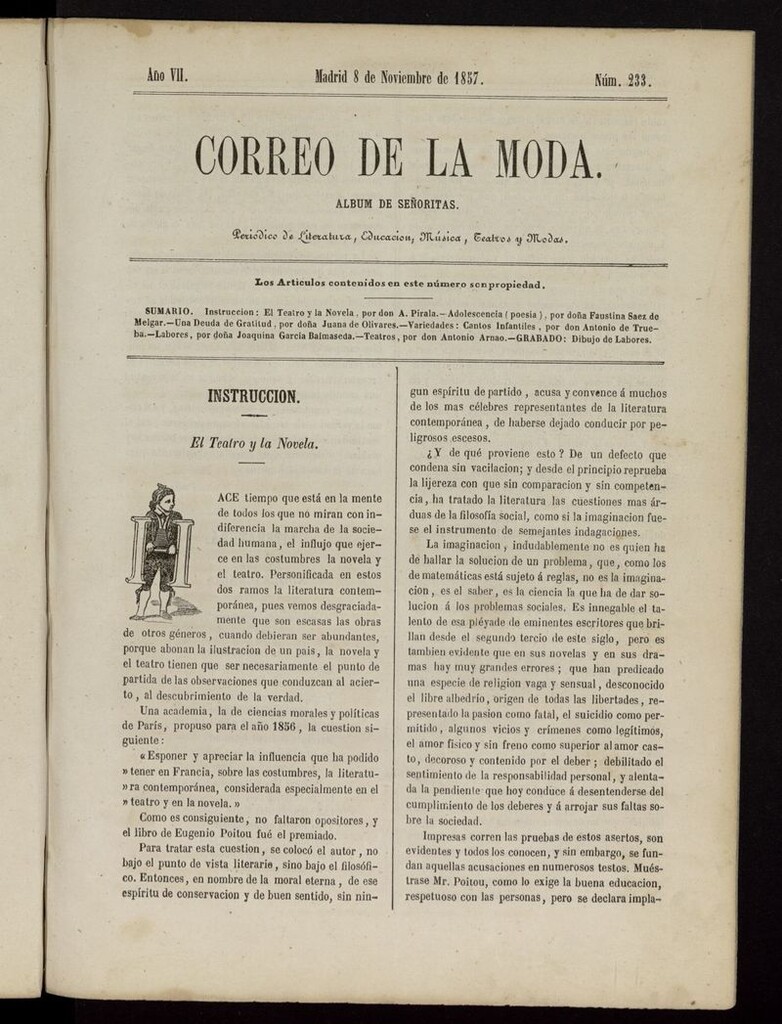 Año VII. Madrid 8 de Noviembre de 1857. Núm. 233.
CORREO DE LA MODA.
ALBUM DE SEÑORITAS.
Periódico de Literatura, Educacion, Música, Teatros y Modas.
Los Artículos contenidos en este número son propiedad.
SUMARIO. Instruccion: El Teatro y la Novela, por don A. Pirala.—Adolescencia (poesia), por doña Faustina Saez de
Melgar.—Una Deuda de Gratitud, por doña Juana de Olivares.—Variedades: Cantos Infantiles, por don Antonio de True-
ba.—Labores, por doña Joaquina García Balmaseda.—Teatros, por don Antonio Arnao.—GRABADO: Dibujo de Labores.
INSTRUCCION.
El Teatro y la Novela.
HACE tiempo que está en la mente
de todos los que no miran con in-
diferencia la marcha de la socie-
dad humana, el influjo que ejer-
ce en las costumbres la novela y
el teatro. Personificada en estos
dos ramos la literatura contem-
poránea, pues vemos desgraciada-
mente que son escasas las obras
de otros géneros, cuando debieran ser abundantes,
porque abonan la ilustracion de un pais, la novela y
el teatro tienen que ser necesariamente el punto de
partida de las observaciones que conduzcan al acier-
to, al descubrimiento de la verdad.
Una academia, la de ciencias morales y políticas
de París, propuso para el año 1856, la cuestion si-
guiente:
«Esponer y apreciar la influencia que ha podido
»tener en Francia, sobre las costumbres, la literatu-
»ra contemporánea, considerada especialmente en el
»teatro y en la novela.»
Como es consiguiente, no faltaron opositores, y
el libro de Eugenio Poitou fué el premiado.
Para tratar esta cuestion, se colocó el autor, no
bajo el punto de vista literario, sino bajo el filosófi-
co. Entonces, en nombre de la moral eterna, de ese
espíritu de conservacion y de buen sentido, sin nin-
gun espíritu de partido, acusa y convence á muchos
de los mas célebres representantes de la literatura
contemporánea, de haberse dejado conducir por pe-
ligrosos escesos.
¿Y de qué proviene esto? De un defecto que
condena sin vacilacion; y desde el principio reprueba
la lijereza con que sin comparacion y sin competen-
cia, ha tratado la literatura las cuestiones mas ár-
duas de la filosofía social, como si la imaginacion fue-
se el instrumento de semejantes indagaciones.
La imaginacion, indudablemente no es quien ha
de hallar la solucion de un problema, que, como los
de matemáticas está sujeto á reglas, no es la imagina-
cion, es el saber, es la ciencia la que ha de dar so-
lucion á los problemas sociales. Es innegable el ta-
lento de esa pléyade de eminentes escritores que bri-
llan desde el segundo tercio de este siglo, pero es
tambien evidente que en sus novelas y en sus dra-
mas hay muy grandes errores; que han predicado
una especie de religion vaga y sensual, desconocido
el libre albedrío, origen de todas las libertades, re-
presentado la pasion como fatal, el suicidio como per-
mitido, algunos vicios y crímenes como legítimos,
el amor físico y sin freno como superior al amor cas-
to, decoroso y contenido por el deber; debilitado el
sentimiento de la responsabilidad personal, y alenta-
da la pendiente que hoy conduce á desentenderse del
cumplimiento de los deberes y á arrojar sus faltas so-
bre la sociedad.
Impresas corren las pruebas de estos asertos, son
evidentes y todos los conocen, y sin embargo, se fun-
dan aquellas acusaciones en numerosos testos. Mués-
trase Mr. Poitou, como lo exige la buena educacion,
respetuoso con las personas, pero se declara impla-